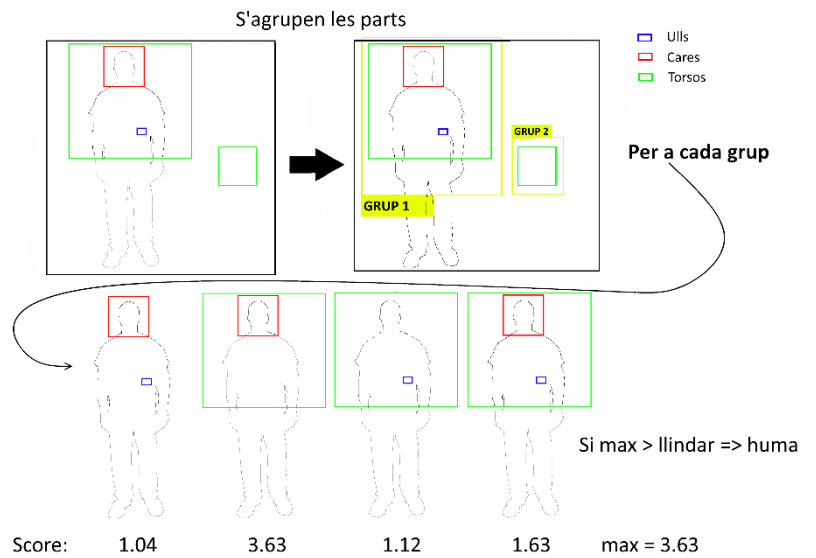 S'agrupen les parts
Ulls
Cares
Torsos
GRUP 2
Per a cada grup
GRUP 1
Si max > llindar => huma
Score: 1.04 3.63 1.12 1.63 max = 3.63